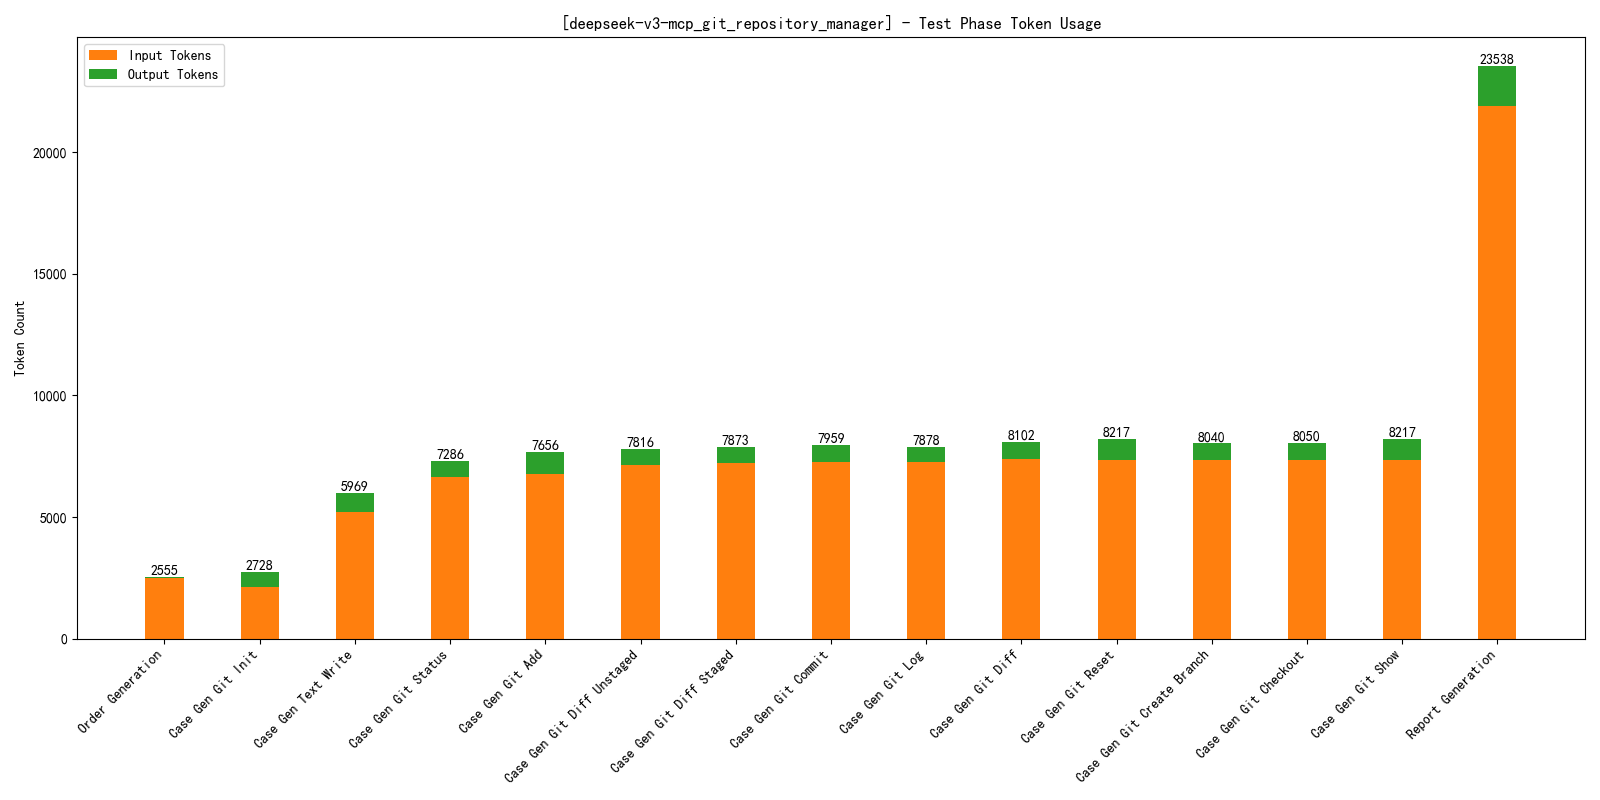 [deepseek-v3-mcp_git_repository_manager] - Test Phase Token Usage
Input Tokens
Output Tokens
Token Count
20000
15000
10000
5000
0
2555
2728
5969
7286
7656
7816
7873
7959
7878
8102
8217
8040
8050
8217
23538
Order Generation
Case Gen Git Init
Case Gen Text Write
Case Gen Git Status
Case Gen Git Add
Case Gen Git Diff Unstaged
Case Gen Git Diff Staged
Case Gen Git Commit
Case Gen Git Log
Case Gen Git Diff
Case Gen Git Reset
Case Gen Git Create Branch
Case Gen Git Checkout
Case Gen Git Show
Report Generation